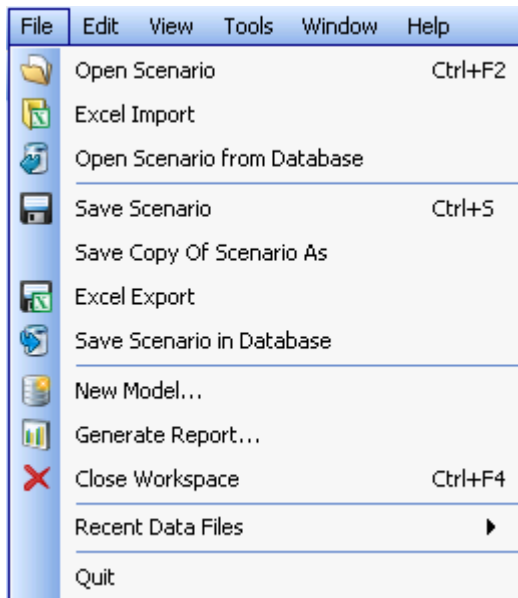 File Edit View Tools Window Help
Open Scenario Ctrl+F2
Excel Import
Open Scenario from Database
Save Scenario Ctrl+S
Save Copy Of Scenario As
Excel Export
Save Scenario in Database
New Model...
Generate Report...
Close Workspace Ctrl+F4
Recent Data Files
Quit